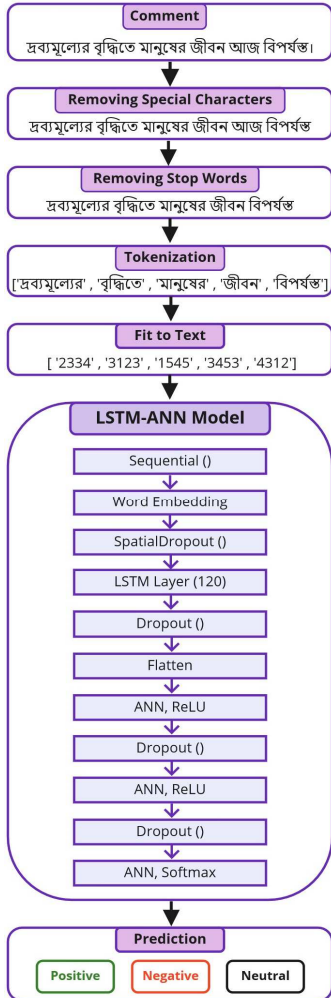 Comment
দ্রব্যমূল্যের বৃদ্ধিতে মানুষের জীবন আজ বিপর্যস্ত।
Removing Special Characters
দ্রব্যমূল্যের বৃদ্ধিতে মানুষের জীবন আজ বিপর্যস্ত
Removing Stop Words
দ্রব্যমূল্যের বৃদ্ধিতে মানুষের জীবন বিপর্যস্ত
Tokenization
['দ্রব্যমূল্যের' , 'বৃদ্ধিতে' , 'মানুষের' , 'জীবন' , 'বিপর্যস্ত']
Fit to Text
[ '2334' , '3123' , '1545' , '3453' , '4312']
LSTM-ANN Model
Sequential ()
Word Embedding
SpatialDropout ()
LSTM Layer (120)
Dropout ()
Flatten
ANN, ReLU
Dropout ()
ANN, ReLU
Dropout ()
ANN, Softmax
Prediction
Positive
Negative
Neutral